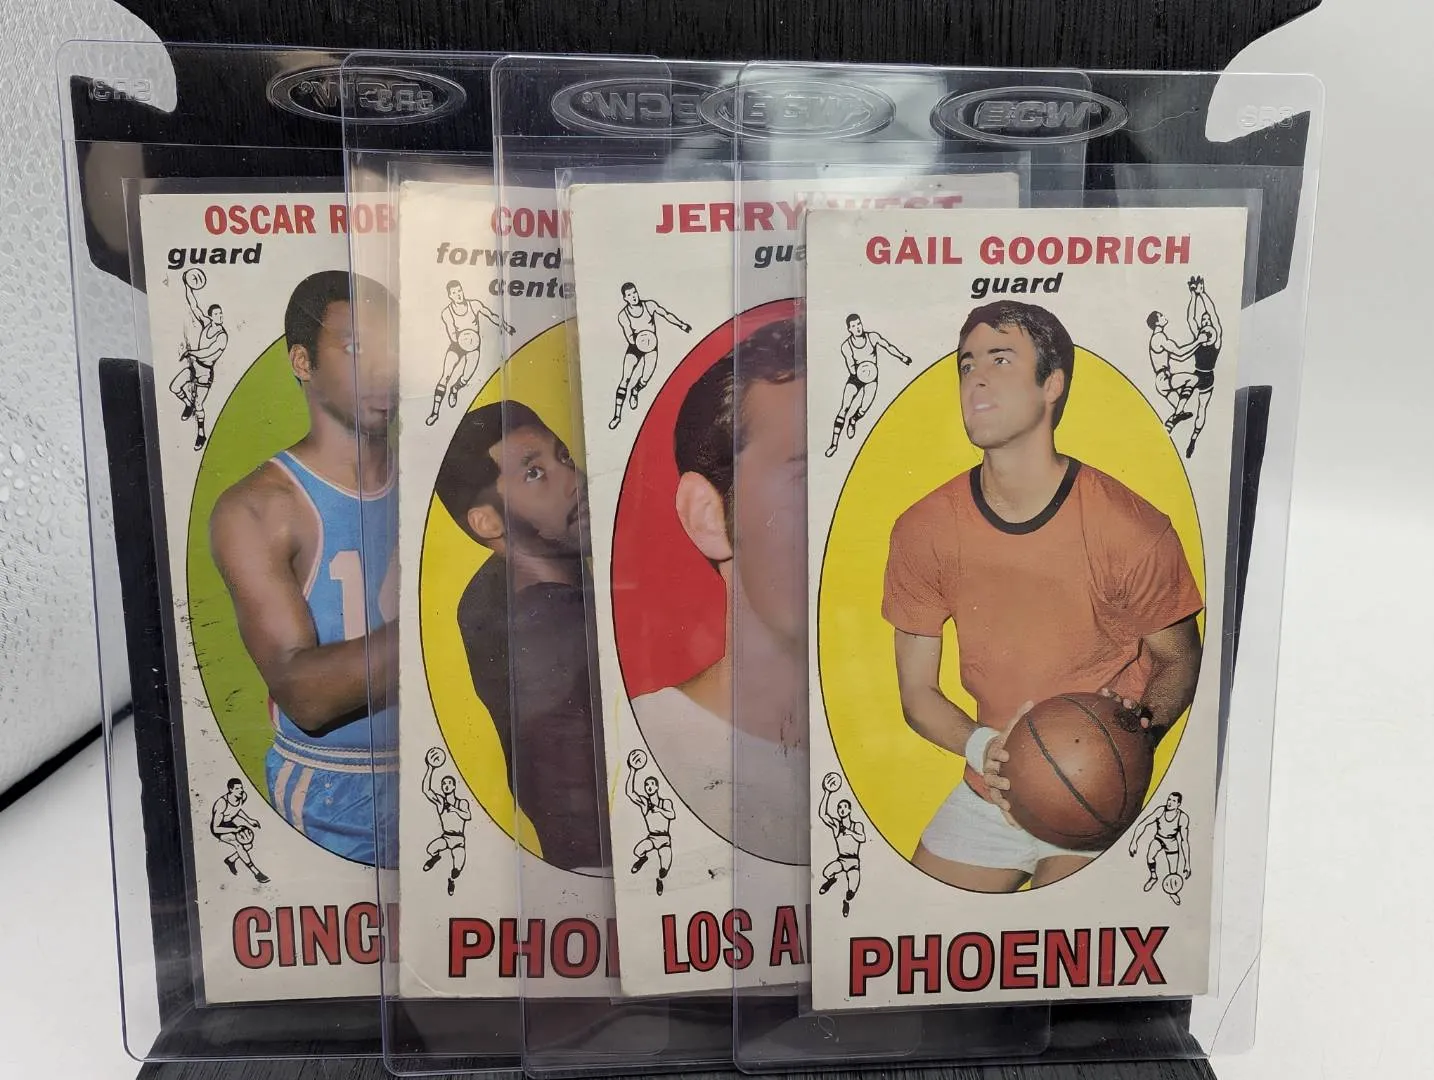 BCW
BCW
BCW
OSCAR ROB
guard
CINC
CONN
forward-
cente
PHO
JERRY WEST
gua
LOS A
GAIL GOODRICH
guard
PHOENIX